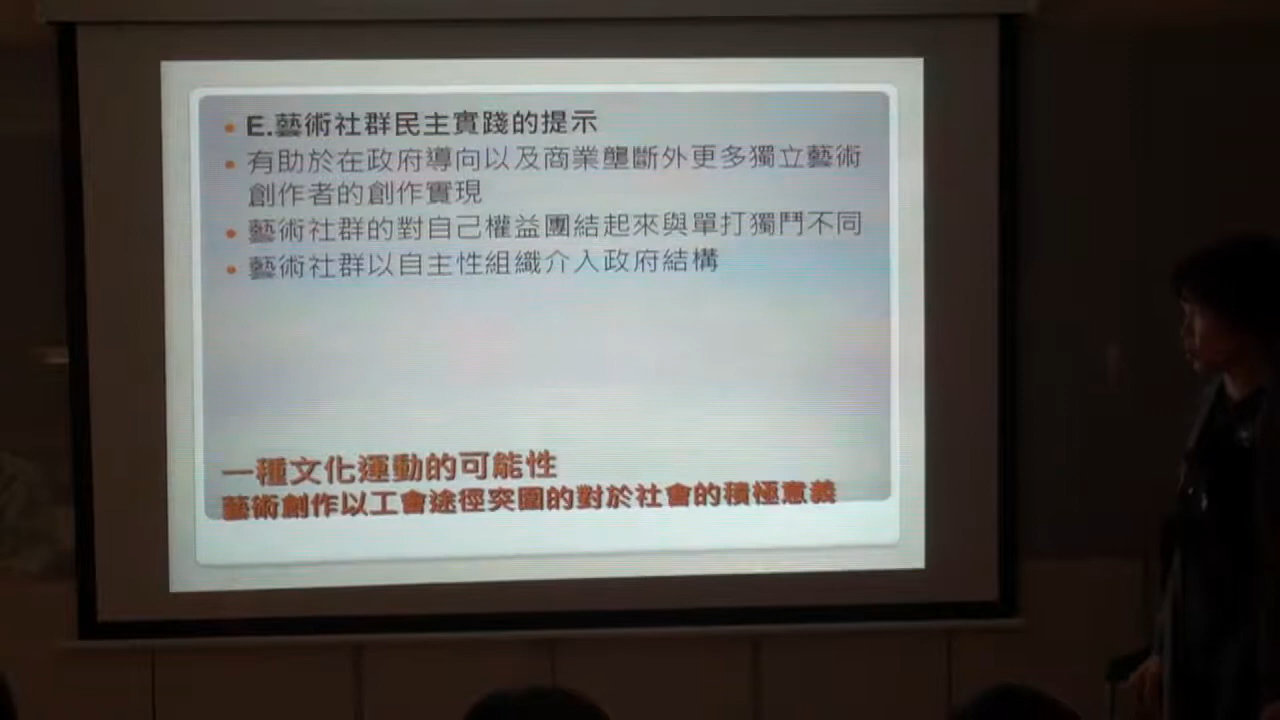 E.藝術社群民主實踐的提示
有助於在政府導向以及商業壟斷外更多獨立藝術
創作者的創作實現
藝術社群的對自己權益團結起來與單打獨鬥不同
藝術社群以自主性組織介入政府結構
一種文化運動的可能性
藝術創作以工會途徑突圍的對於社會的積極意義